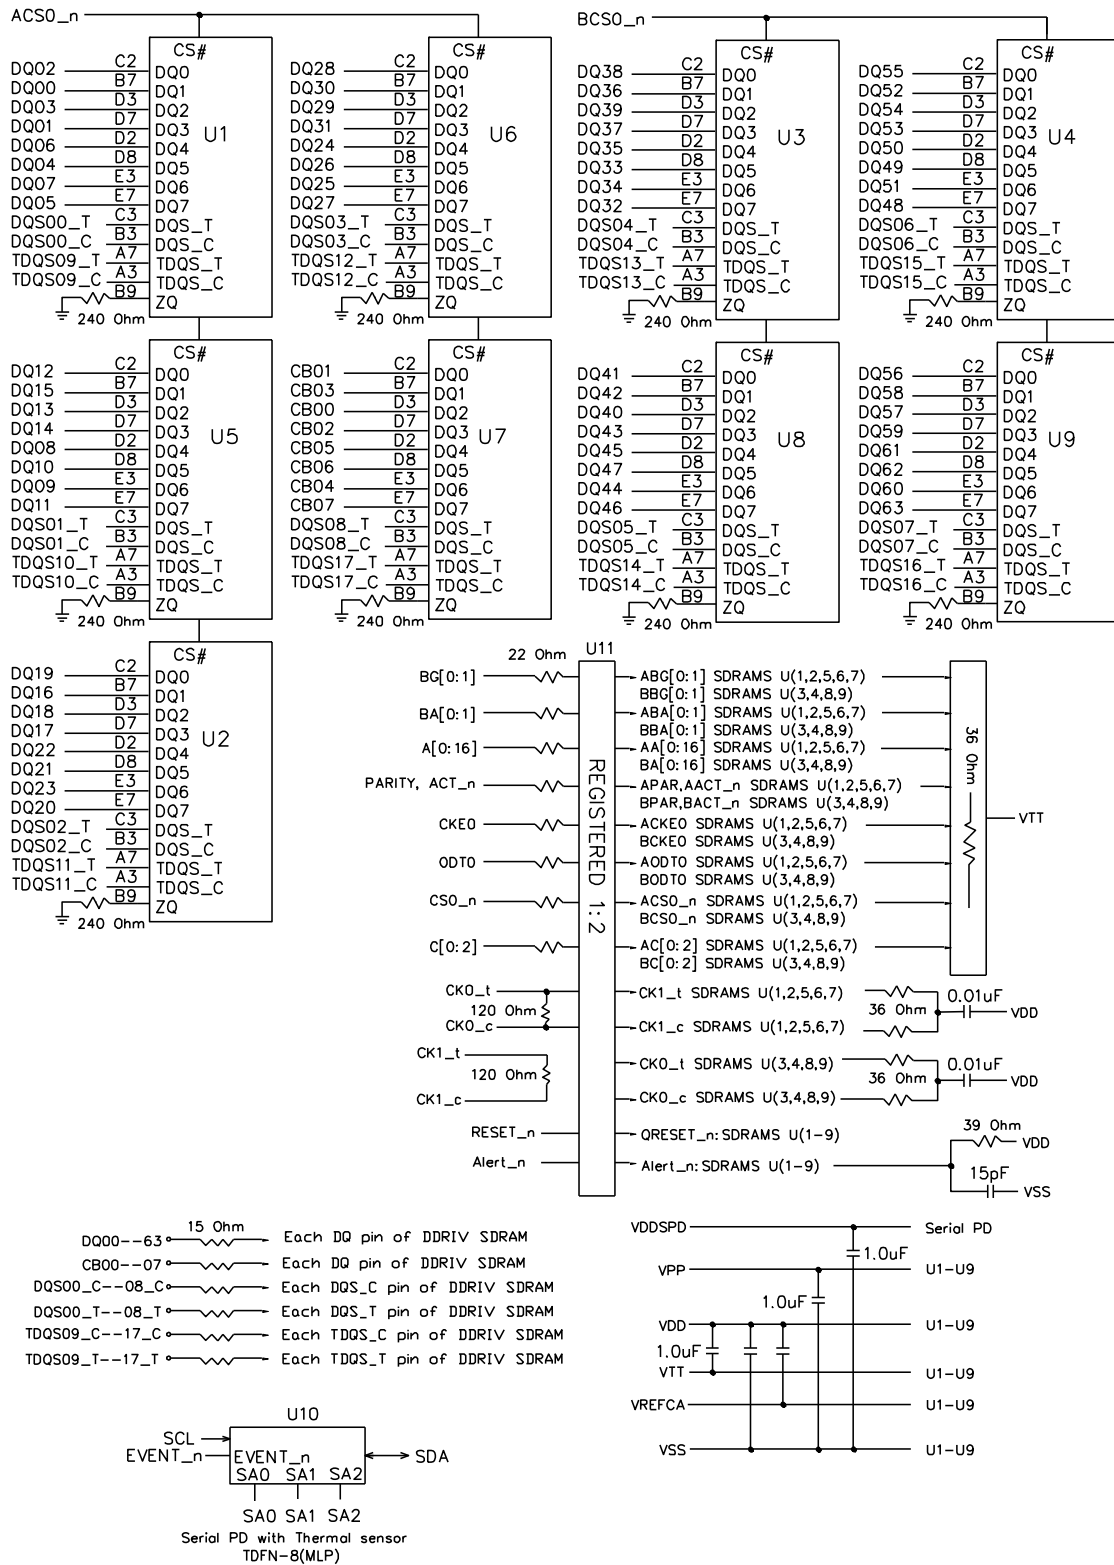 ACS0_n
BCS0_n
CS#
DQ02 C2 DQ0
DQ00 B7 DQ1
DQ03 D3 DQ2
DQ01 D7 DQ3
U1
DQ06 D2 DQ4
DQ04 D8 DQ5
DQ07 E3 DQ6
DQ05 E7 DQ7
DQS00_T C3 DQS_T
DQS00_C B3 DQS_C
TDQS09_T A7 TDQS_T
TDQS09_C A3 TDQS_C
B9 ZQ
240 Ohm
CS#
DQ28 C2 DQ0
DQ30 B7 DQ1
DQ29 D3 DQ2
DQ31 D7 DQ3
U6
DQ24 D2 DQ4
DQ26 D8 DQ5
DQ25 E3 DQ6
DQ27 E7 DQ7
DQS03_T C3 DQS_T
DQS03_C B3 DQS_C
TDQS12_T A7 TDQS_T
TDQS12_C A3 TDQS_C
B9 ZQ
240 Ohm
CS#
DQ38 C2 DQ0
DQ36 B7 DQ1
DQ39 D3 DQ2
DQ37 D7 DQ3
U3
DQ35 D2 DQ4
DQ33 D8 DQ5
DQ34 E3 DQ6
DQ32 E7 DQ7
DQS04_T C3 DQS_T
DQS04_C B3 DQS_C
TDQS13_T A7 TDQS_T
TDQS13_C A3 TDQS_C
B9 ZQ
240 Ohm
CS#
DQ55 C2 DQ0
DQ52 B7 DQ1
DQ54 D3 DQ2
DQ53 D7 DQ3
U4
DQ50 D2 DQ4
DQ49 D8 DQ5
DQ51 E3 DQ6
DQ48 E7 DQ7
DQS06_T C3 DQS_T
DQS06_C B3 DQS_C
TDQS15_T A7 TDQS_T
TDQS15_C A3 TDQS_C
B9 ZQ
240 Ohm
CS#
DQ12 C2 DQ0
DQ15 B7 DQ1
DQ13 D3 DQ2
DQ14 D7 DQ3
U5
DQ08 D2 DQ4
DQ10 D8 DQ5
DQ09 E3 DQ6
DQ11 E7 DQ7
DQS01_T C3 DQS_T
DQS01_C B3 DQS_C
TDQS10_T A7 TDQS_T
TDQS10_C A3 TDQS_C
B9 ZQ
240 Ohm
CS#
CB01 C2 DQ0
CB03 B7 DQ1
CB00 D3 DQ2
CB02 D7 DQ3
U7
CB05 D2 DQ4
CB06 D8 DQ5
CB04 E3 DQ6
CB07 E7 DQ7
DQS08_T C3 DQS_T
DQS08_C B3 DQS_C
TDQS17_T A7 TDQS_T
TDQS17_C A3 TDQS_C
B9 ZQ
240 Ohm
CS#
DQ41 C2 DQ0
DQ42 B7 DQ1
DQ40 D3 DQ2
DQ43 D7 DQ3
U8
DQ45 D2 DQ4
DQ47 D8 DQ5
DQ44 E3 DQ6
DQ46 E7 DQ7
DQS05_T C3 DQS_T
DQS05_C B3 DQS_C
TDQS14_T A7 TDQS_T
TDQS14_C A3 TDQS_C
B9 ZQ
240 Ohm
CS#
DQ56 C2 DQ0
DQ58 B7 DQ1
DQ57 D3 DQ2
DQ59 D7 DQ3
U9
DQ61 D2 DQ4
DQ62 D8 DQ5
DQ60 E3 DQ6
DQ63 E7 DQ7
DQS07_T C3 DQS_T
DQS07_C B3 DQS_C
TDQS16_T A7 TDQS_T
TDQS16_C A3 TDQS_C
B9 ZQ
240 Ohm
CS#
DQ19 C2 DQ0
DQ16 B7 DQ1
DQ18 D3 DQ2
DQ17 D7 DQ3
U2
DQ22 D2 DQ4
DQ21 D8 DQ5
DQ23 E3 DQ6
DQ20 E7 DQ7
DQS02_T C3 DQS_T
DQS02_C B3 DQS_C
TDQS11_T A7 TDQS_T
TDQS11_C A3 TDQS_C
B9 ZQ
240 Ohm
22 Ohm U11
REGISTERED 1:2
BG[0:1] ABG[0:1] SDRAMS U(1,2,5,6,7)
BBG[0:1] SDRAMS U(3,4,8,9)
BA[0:1] ABA[0:1] SDRAMS U(1,2,5,6,7)
BBA[0:1] SDRAMS U(3,4,8,9)
A[0:16] AA[0:16] SDRAMS U(1,2,5,6,7)
BA[0:16] SDRAMS U(3,4,8,9)
PARITY, ACT_n APAR,AACT_n SDRAMS U(1,2,5,6,7)
BPAR,BACT_n SDRAMS U(3,4,8,9)
CKE0 ACKE0 SDRAMS U(1,2,5,6,7)
BCKE0 SDRAMS U(3,4,8,9)
ODT0 AODT0 SDRAMS U(1,2,5,6,7)
BODT0 SDRAMS U(3,4,8,9)
CS0_n ACS0_n SDRAMS U(1,2,5,6,7)
BCS0_n SDRAMS U(3,4,8,9)
C[0:2] AC[0:2] SDRAMS U(1,2,5,6,7)
BC[0:2] SDRAMS U(3,4,8,9)
36 Ohm
VTT
CK0_t CK1_t SDRAMS U(1,2,5,6,7) 0.01uF
120 Ohm 36 Ohm VDD
CK0_c CK1_c SDRAMS U(1,2,5,6,7)
CK1_t CK0_t SDRAMS U(3,4,8,9) 0.01uF
120 Ohm 36 Ohm VDD
CK1_c CK0_c SDRAMS U(3,4,8,9)
RESET_n QRESET_n:SDRAMS U(1-9)
39 Ohm
VDD
Alert_n Alert_n:SDRAMS U(1-9)
15pF
VSS
15 Ohm
DQ00--63 Each DQ pin of DDRIV SDRAM
CB00--07 Each DQ pin of DDRIV SDRAM
DQS00_C--08_C Each DQS_C pin of DDRIV SDRAM
DQS00_T--08_T Each DQS_T pin of DDRIV SDRAM
TDQS09_C--17_C Each TDQS_C pin of DDRIV SDRAM
TDQS09_T--17_T Each TDQS_T pin of DDRIV SDRAM
VDDSPD Serial PD
1.0uF
VPP U1-U9
1.0uF
VDD U1-U9
1.0uF
VTT U1-U9
VREFCA U1-U9
VSS U1-U9
U10
SCL
EVENT_n EVENT_n SDA
SA0 SA1 SA2
SA0 SA1 SA2
Serial PD with Thermal sensor
TDFN-8(MLP)